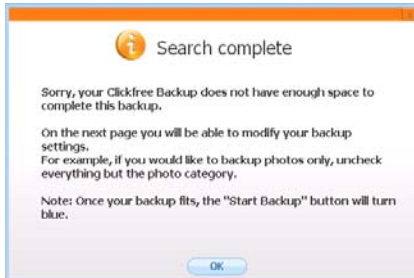 Search complete
Sorry, your Clickfree Backup does not have enough space to
complete this backup.
On the next page you will be able to modify your backup
settings.
For example, if you would like to backup photos only, uncheck
everything but the photo category.
Note: Once your backup fits, the "Start Backup" button will turn
blue.
OK